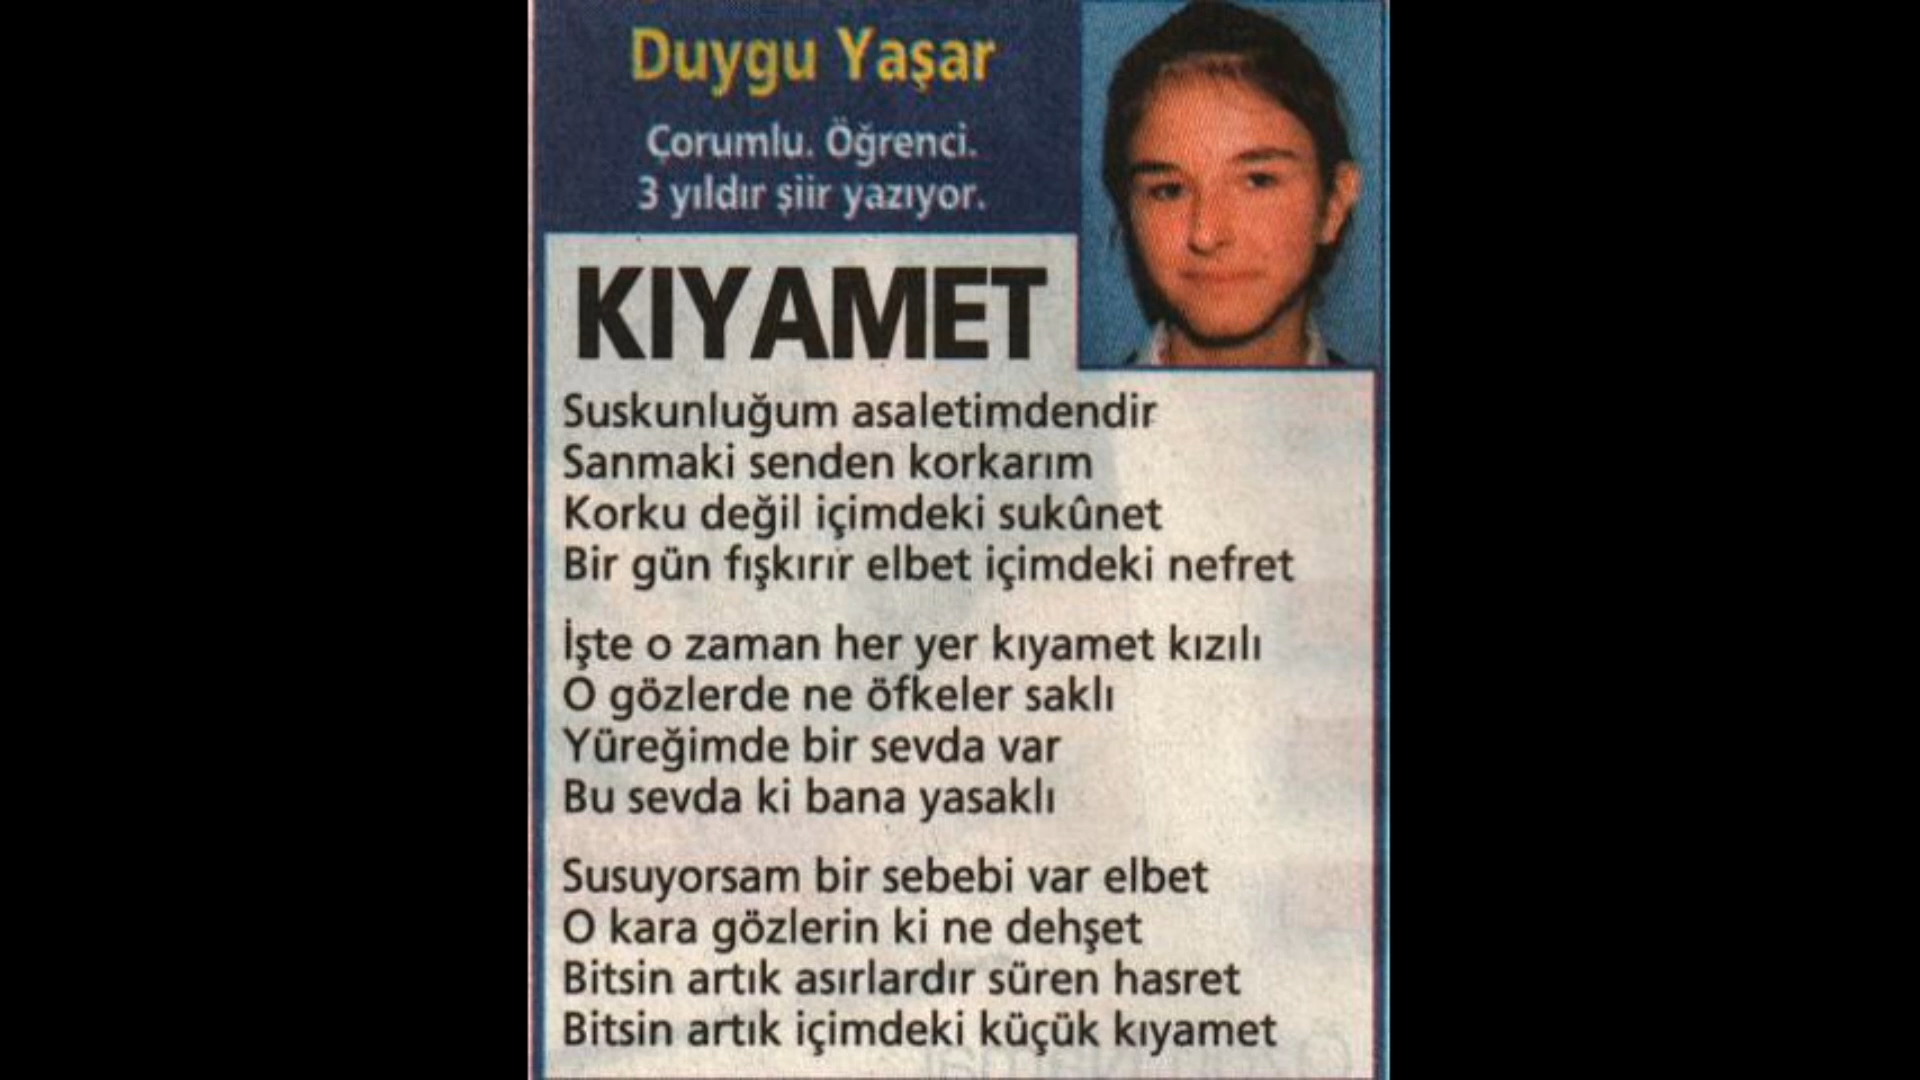 Duygu Yaşar
Çorumlu. Öğrenci.
3 yıldır şiir yazıyor.
KIYAMET
Suskunluğum asaletimdendir
Sanmaki senden korkarım
Korku değil içimdeki sukûnet
Bir gün fışkırır elbet içimdeki nefret
İşte o zaman her yer kıyamet kızılı
O gözlerde ne öfkeler saklı
Yüreğimde bir sevda var
Bu sevda ki bana yasaklı
Susuyorsam bir sebebi var elbet
O kara gözlerin ki ne dehşet
Bitsin artık asırlardır süren hasret
Bitsin artık içimdeki küçük kıyamet